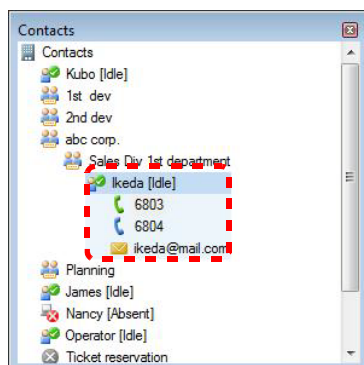 Contacts
Contacts
Kubo [Idle]
1st dev
2nd dev
abc corp.
Sales Div 1st department
Ikeda [Idle]
6803
6804
ikeda@mail.com
Planning
James [Idle]
Nancy [Absent]
Operator [Idle]
Ticket reservation